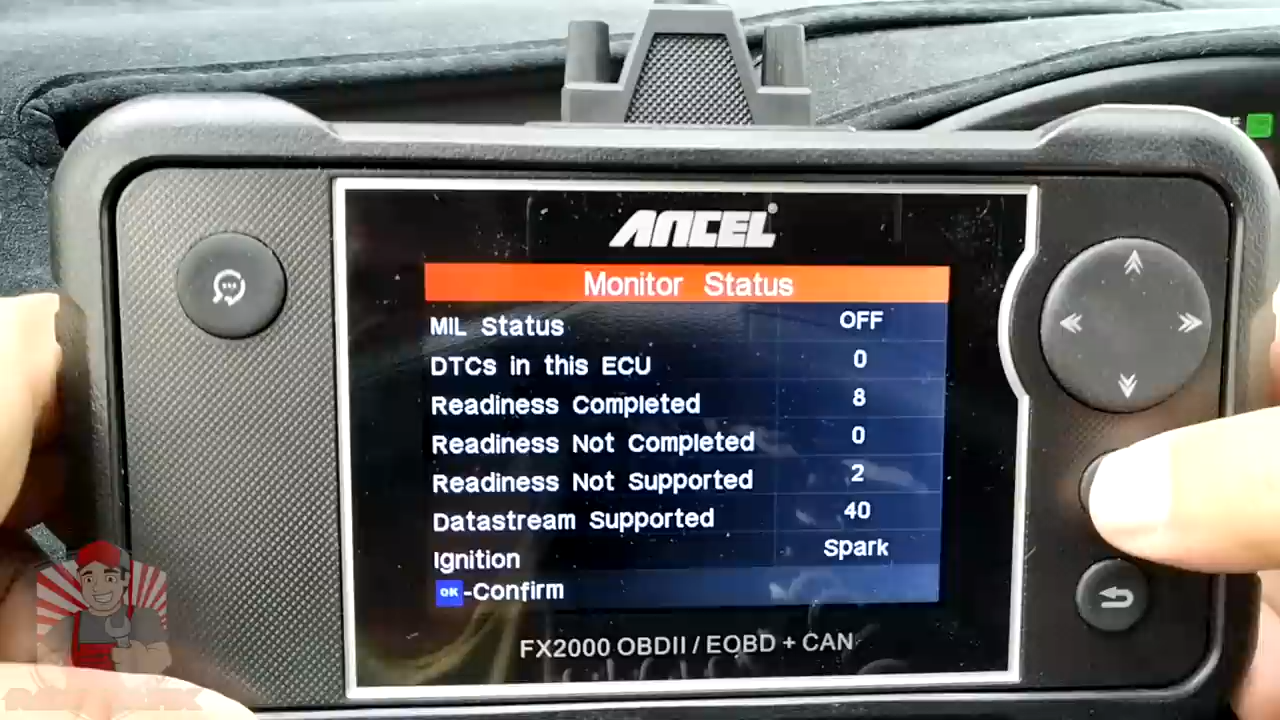 ANCEL
Monitor Status
MIL Status OFF
DTCs in this ECU 0
Readiness Completed 8
Readiness Not Completed 0
Readiness Not Supported 2
Datastream Supported 40
Ignition Spark
OK-Confirm
FX2000 OBDII / EOBD + CAN